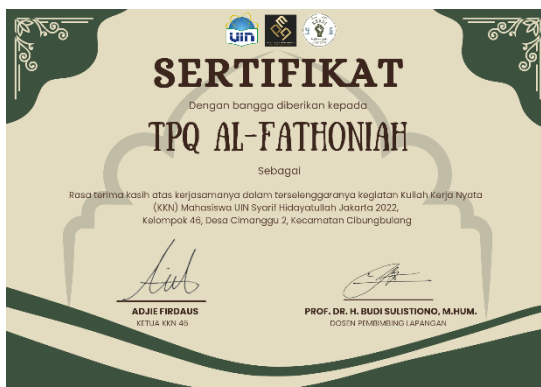 uin
SERTIFIKAT
Dengan bangga diberikan kepada
TPQ AL-FATHONIAH
Sebagai
Rasa terima kasih atas kerjasamanya dalam terselenggaranya kegiatan Kuliah Kerja Nyata
(KKN) Mahasiswa UIN Syarif Hidayatullah Jakarta 2022,
Kelompok 46, Desa Cimanggu 2, Kecamatan Cibungbulang
ADJIE FIRDAUS
KETUA KKN 46
PROF. DR. H. BUDI SULISTIONO, M.HUM.
DOSEN PEMBIMBING LAPANGAN